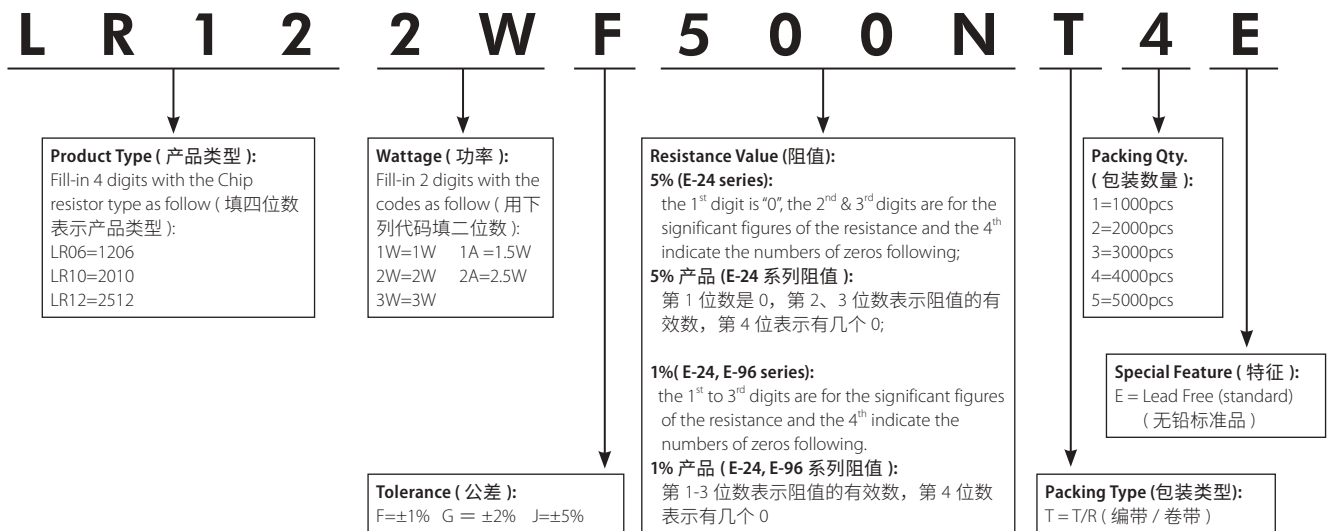 L R 1 2 2 W F 5 0 0 N T 4 E
Product Type ( 产品类型 ):
Fill-in 4 digits with the Chip
resistor type as follow ( 填四位数
表示产品类型 ):
LR06=1206
LR10=2010
LR12=2512
Wattage ( 功率 ):
Fill-in 2 digits with the
codes as follow ( 用下
列代码填二位数 ):
1W=1W 1A =1.5W
2W=2W 2A=2.5W
3W=3W
Tolerance ( 公差 ):
F=±1% G = ±2% J=±5%
Resistance Value (阻值):
5% (E-24 series):
the 1st digit is "0", the 2nd & 3rd digits are for the
significant figures of the resistance and the 4th
indicate the numbers of zeros following;
5% 产品 (E-24 系列阻值 ):
第 1 位数是 0，第 2、3 位数表示阻值的有
效数，第 4 位表示有几个 0;
1%( E-24, E-96 series):
the 1st to 3rd digits are for the significant figures
of the resistance and the 4th indicate the
numbers of zeros following.
1% 产品 ( E-24, E-96 系列阻值 ):
第 1-3 位数表示阻值的有效数，第 4 位数
表示有几个 0
Packing Qty.
( 包装数量 ):
1=1000pcs
2=2000pcs
3=3000pcs
4=4000pcs
5=5000pcs
Special Feature ( 特征 ):
E = Lead Free (standard)
( 无铅标准品 )
Packing Type (包装类型):
T = T/R ( 编带 / 卷带 )